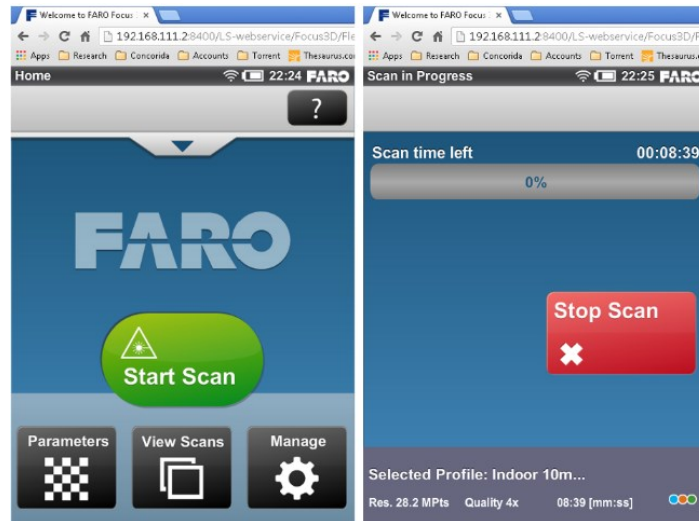 Welcome to FARO Focus
192.168.111.2:8400/LS-webservice/Focus3D/Fle
Apps Research Concorida Accounts Torrent Thesaurus.co
Home 22:24 FARO
?
FARO
Start Scan
Parameters View Scans Manage
Welcome to FARO Focus
192.168.111.2:8400/LS-webservice/Focus3D/F
Apps Research Concorida Accounts Torrent Thesaurus.c
Scan in Progress 22:25 FARO
Scan time left 00:08:39
0%
Stop Scan
Selected Profile: Indoor 10m...
Res. 28.2 MPts Quality 4x 08:39 [mm:ss]